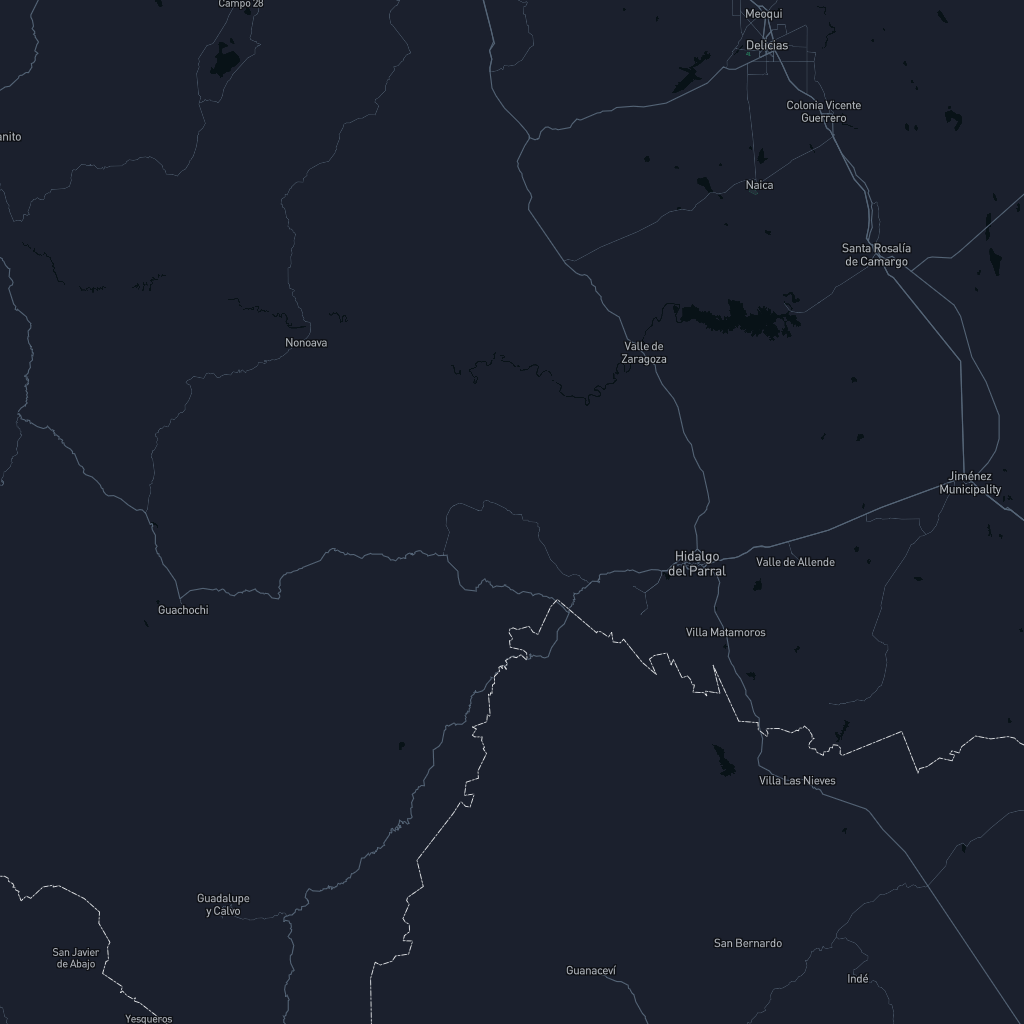 Campo 28
Meoqui
Delicias
Colonia Vicente
Guerrero
anito
Naica
Santa Rosalía
de Camargo
Nonoava
Valle de
Zaragoza
Jiménez
Municipality
Hidalgo
del Parral
Valle de Allende
Guachochi
Villa Matamoros
Villa Las Nieves
Guadalupe
y Calvo
San Javier
de Abajo
San Bernardo
Guanaceví
Indé
Yesqueros